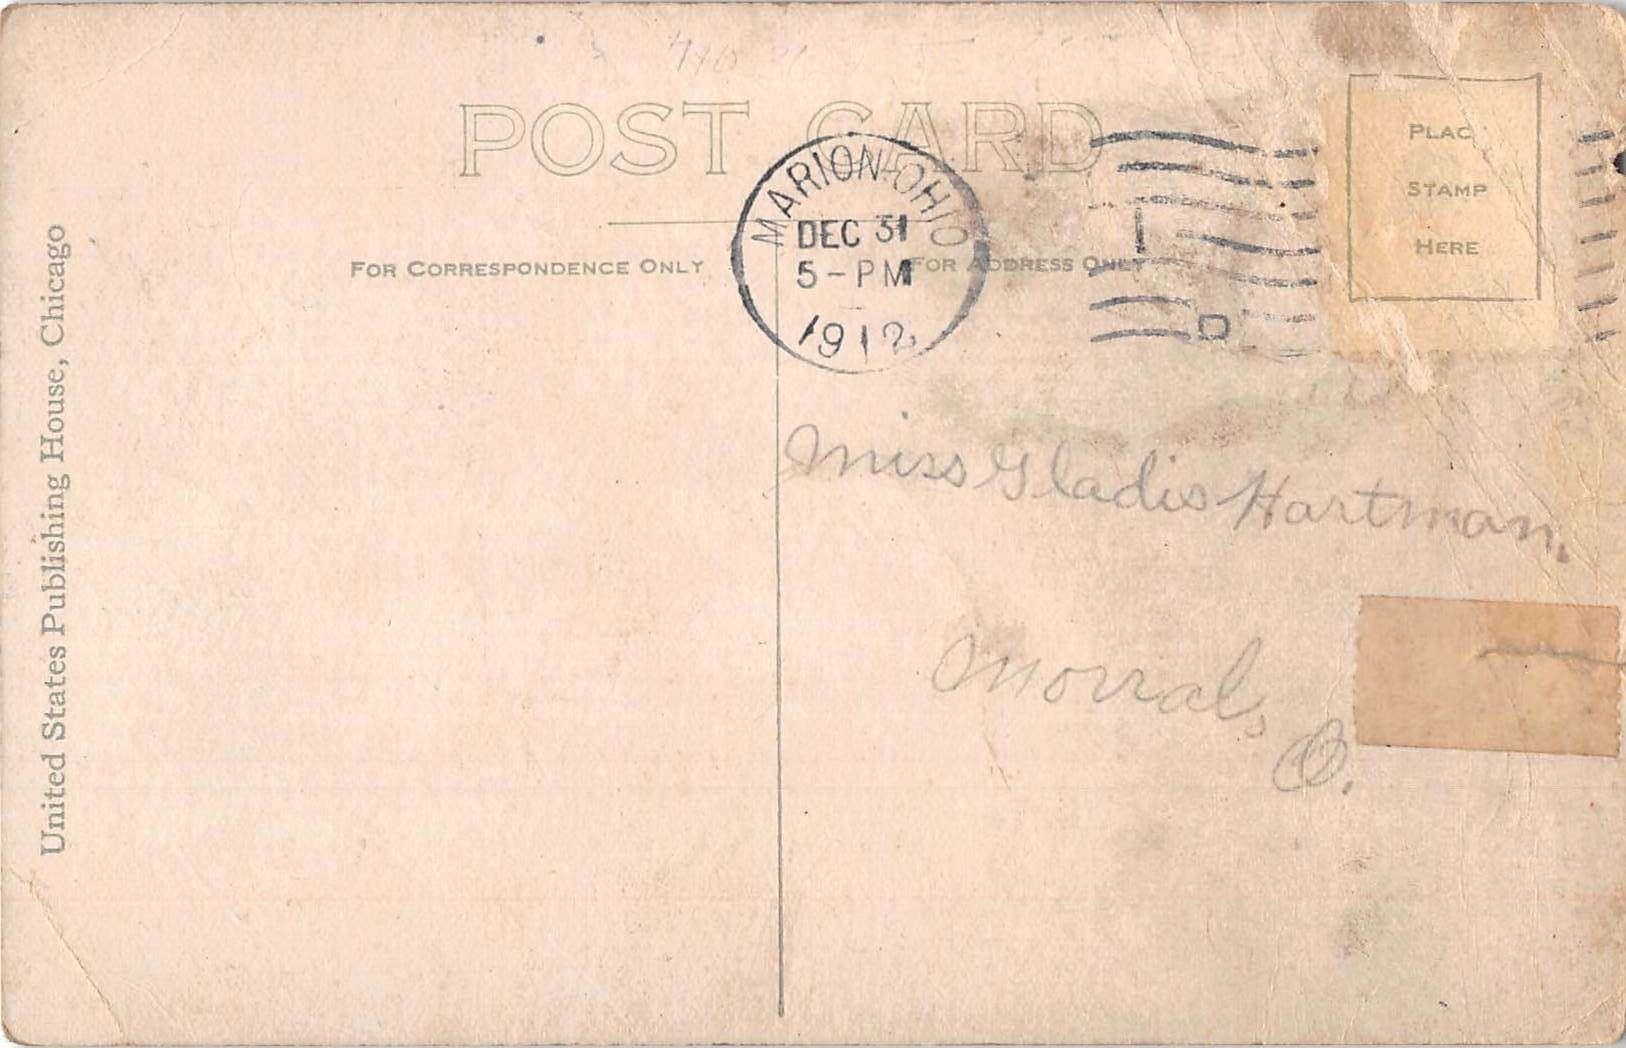 POST CARD
MARION. OHIO
DEC 31
5-PM
1912
PLAC
STAMP
HERE
FOR CORRESPONDENCE ONLY
FOR ADDRESS ONLY
United States Publishing House, Chicago
Miss Gladis Hartman.
Morral,
O.